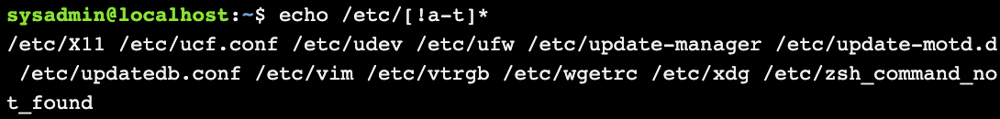 sysadmin@localhost:~$ echo /etc/[!a-t]*
/etc/X11 /etc/ucf.conf /etc/udev /etc/ufw /etc/update-manager /etc/update-motd.d
 /etc/updatedb.conf /etc/vim /etc/vtrgb /etc/wgetrc /etc/xdg /etc/zsh_command_no
t_found